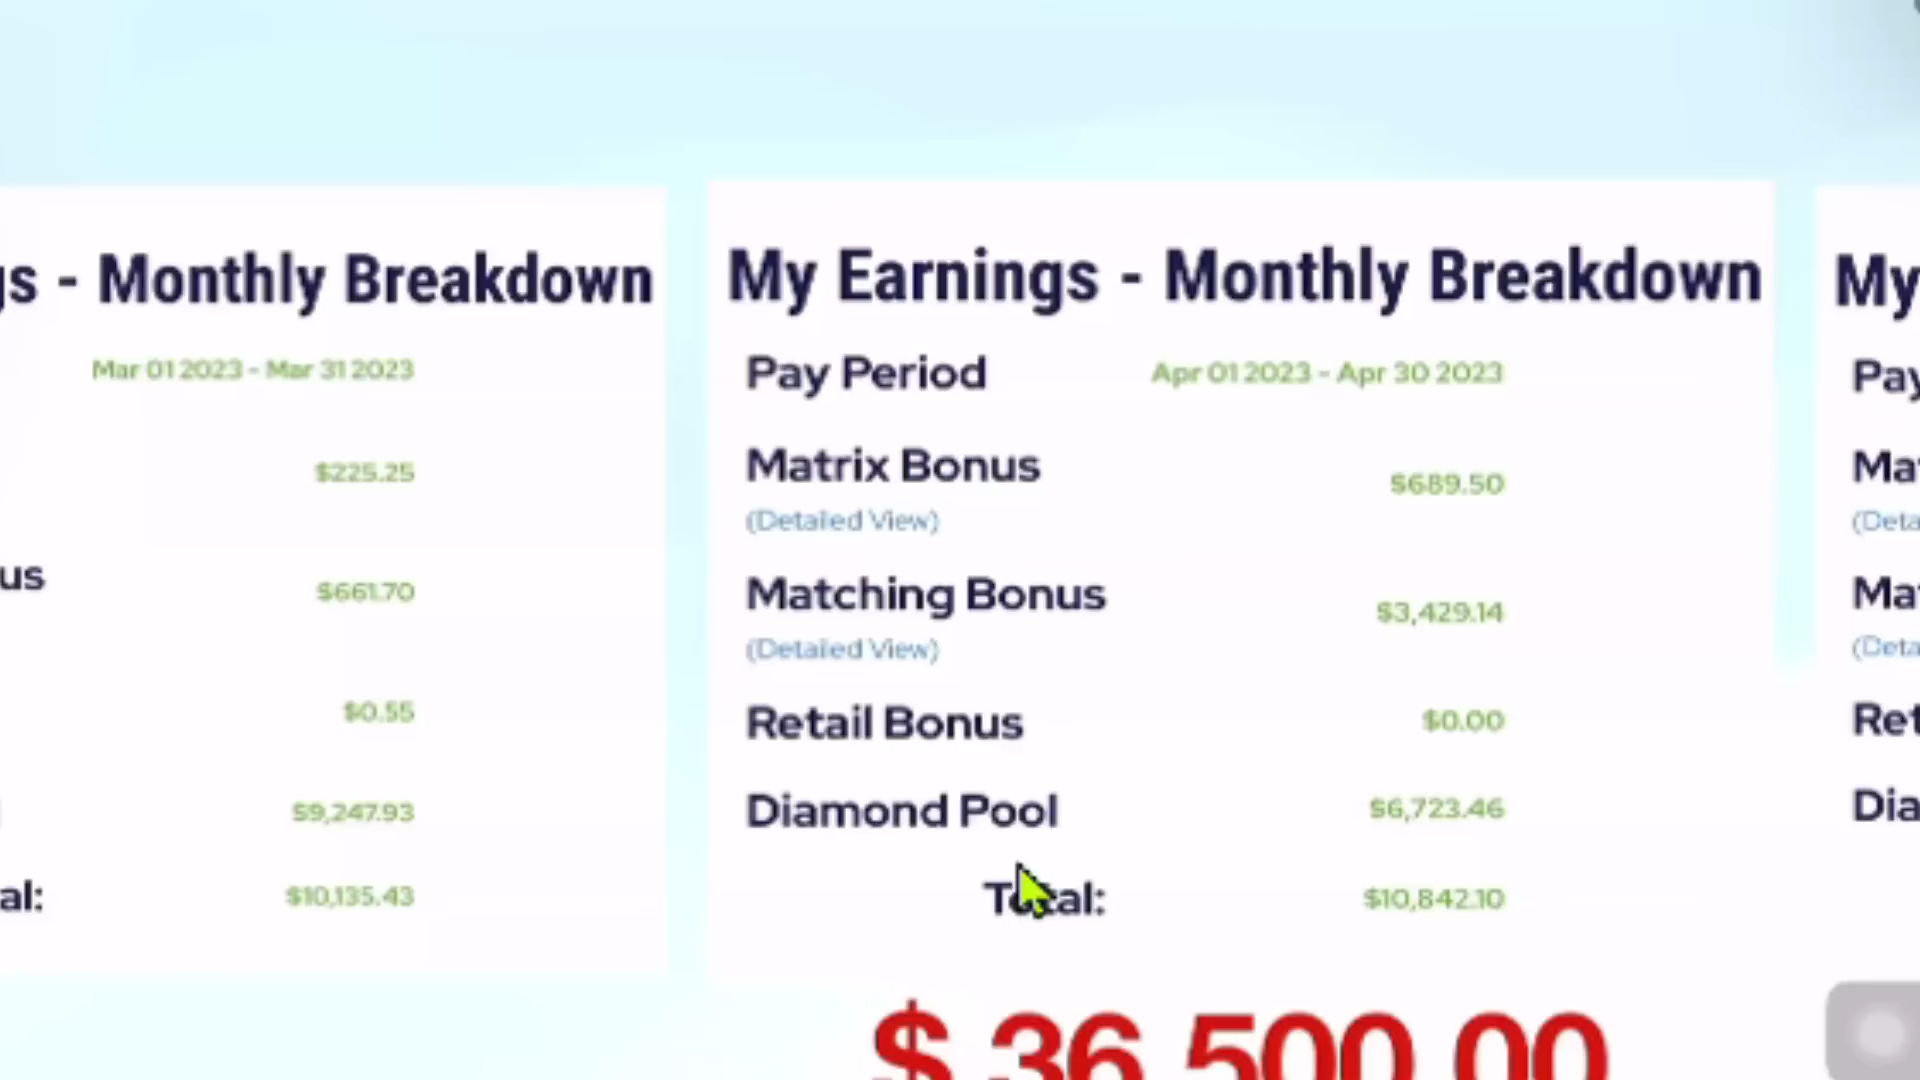 gs - Monthly Breakdown
Mar 01 2023 - Mar 31 2023
$225.25
us
$661.70
$0.55
$9,247.93
al:
$10,135.43
My Earnings - Monthly Breakdown
Pay Period
Apr 01 2023 - Apr 30 2023
Matrix Bonus
$689.50
(Detailed View)
Matching Bonus
$3,429.14
(Detailed View)
Retail Bonus
$0.00
Diamond Pool
$6,723.46
Total:
$10,842.10
$ 36,500.00
My
Pay
Mat
(Deta
Mat
(Deta
Ret
Dia